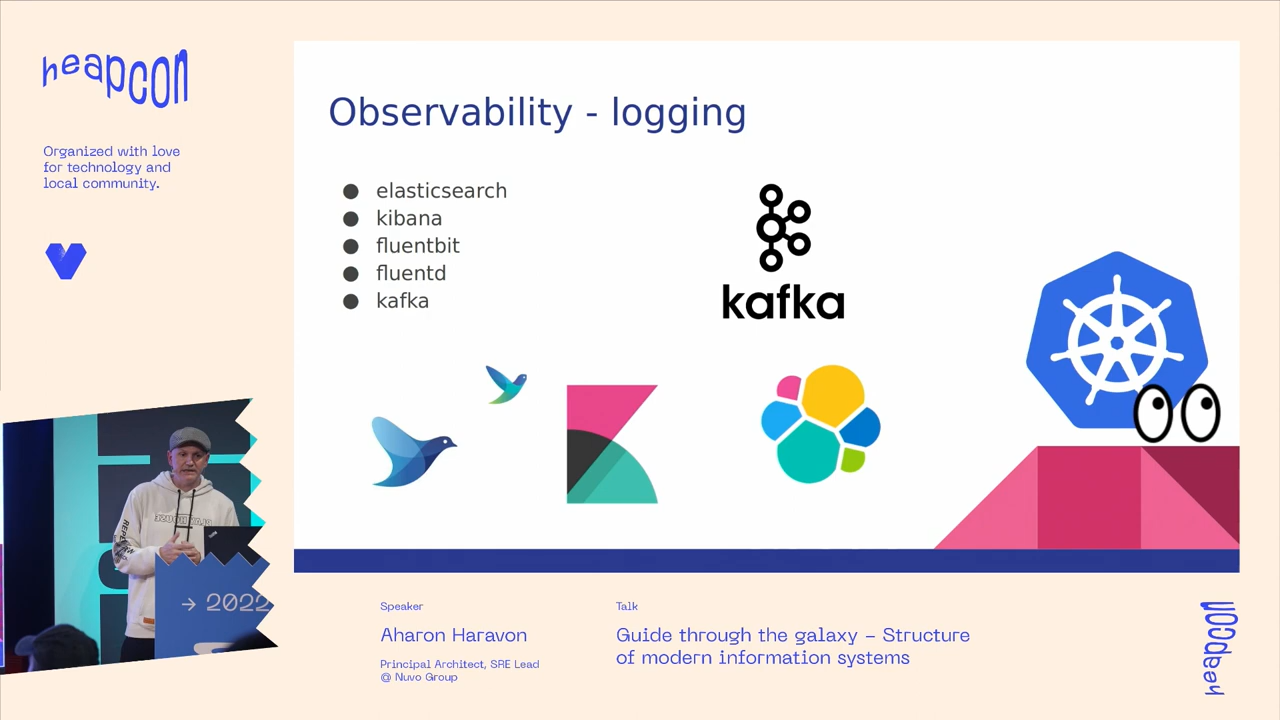 heapcon
Organized with love
for technology and
local community.
Observability - logging
● elasticsearch
● kibana
● fluentbit
● fluentd
● kafka
kafka
→ 2022
Speaker
Aharon Haravon
Principal Architect, SRE Lead
@ Nuvo Group
Talk
Guide through the galaxy – Structure
of modern information systems
heapcon